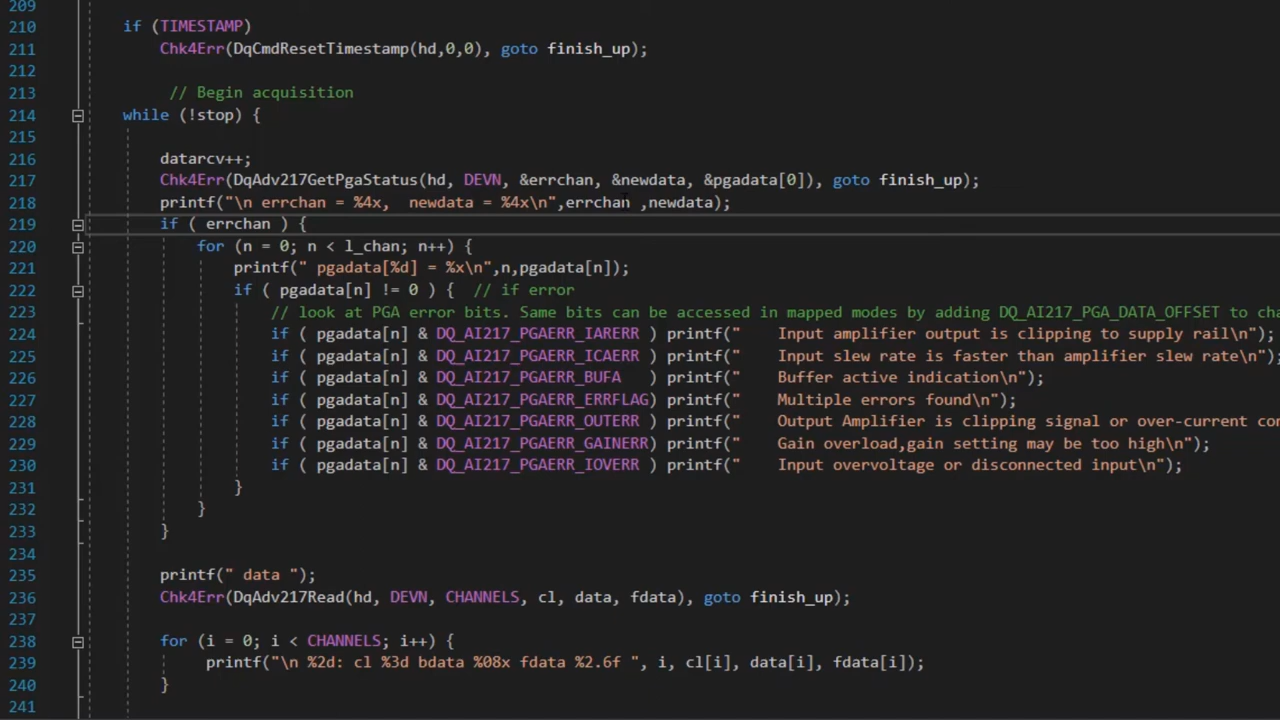 209
210 if (TIMESTAMP)
211 Chk4Err(DqCmdResetTimestamp(hd,0,0), goto finish_up);
212
213 // Begin acquisition
214 while (!stop) {
215
216 datarcv++;
217 Chk4Err(DqAdv217GetPgaStatus(hd, DEVN, &errchan, &newdata, &pgadata[0]), goto finish_up);
218 printf("\n errchan = %4x,  newdata = %4x\n",errchan ,newdata);
219 if ( errchan ) {
220 for (n = 0; n < l_chan; n++) {
221 printf(" pgadata[%d] = %x\n",n,pgadata[n]);
222 if ( pgadata[n] != 0 ) {  // if error
223 // look at PGA error bits. Same bits can be accessed in mapped modes by adding DQ_AI217_PGA_DATA_OFFSET to cha
224 if ( pgadata[n] & DQ_AI217_PGAERR_IARERR ) printf("    Input amplifier output is clipping to supply rail\n");
225 if ( pgadata[n] & DQ_AI217_PGAERR_ICAERR ) printf("    Input slew rate is faster than amplifier slew rate\n");
226 if ( pgadata[n] & DQ_AI217_PGAERR_BUFA   ) printf("    Buffer active indication\n");
227 if ( pgadata[n] & DQ_AI217_PGAERR_ERRFLAG) printf("    Multiple errors found\n");
228 if ( pgadata[n] & DQ_AI217_PGAERR_OUTERR ) printf("    Output Amplifier is clipping signal or over-current con
229 if ( pgadata[n] & DQ_AI217_PGAERR_GAINERR) printf("    Gain overload,gain setting may be too high\n");
230 if ( pgadata[n] & DQ_AI217_PGAERR_IOVERR ) printf("    Input overvoltage or disconnected input\n");
231 }
232 }
233 }
234
235 printf(" data ");
236 Chk4Err(DqAdv217Read(hd, DEVN, CHANNELS, cl, data, fdata), goto finish_up);
237
238 for (i = 0; i < CHANNELS; i++) {
239 printf("\n %2d: cl %3d bdata %08x fdata %2.6f ", i, cl[i], data[i], fdata[i]);
240 }
241